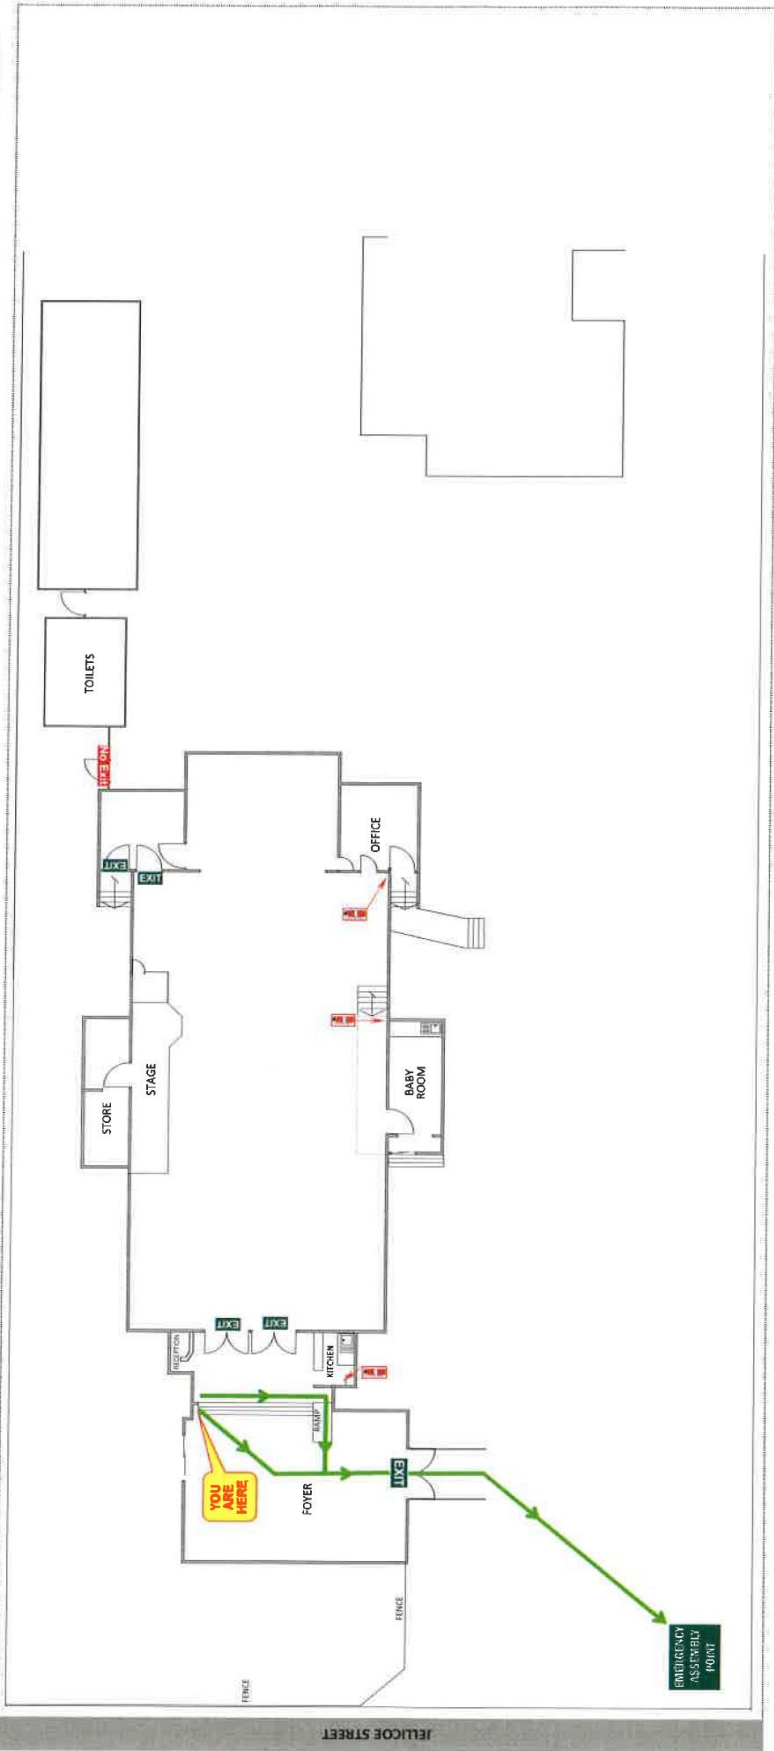 TOILETS
No Exit
EXIT
EXIT
OFFICE
STORE
STAGE
BABY
ROOM
EXIT
EXIT
RECEPTION
KITCHEN
RAMP
YOU
ARE
HERE
FOYER
EXIT
FENCE
FENCE
EMERGENCY
ASSEMBLY
POINT
JELLICOE STREET